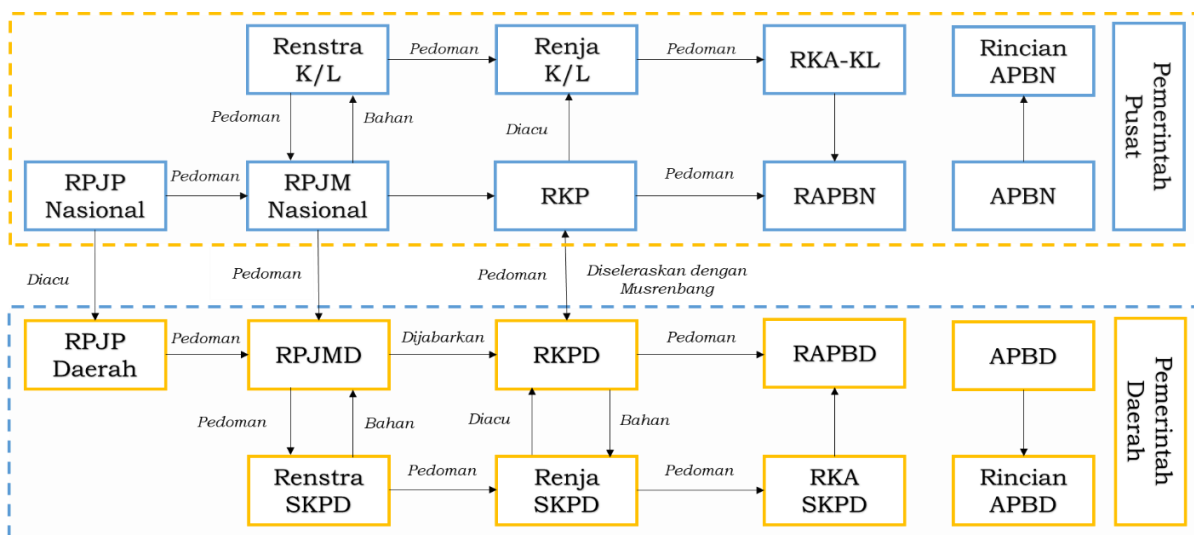 Renstra
K/L
Pedoman
Renja
K/L
Pedoman
RKA-KL
Rincian
APBN
Pemerintah
Pusat
Pedoman
Bahan
Diacu
RPJP
Nasional
Pedoman
RPJM
Nasional
RKP
Pedoman
RAPBN
APBN
Diacu
Pedoman
Pedoman
Diseleraskan dengan
Musrenbang
RPJP
Daerah
Pedoman
RPJMD
Dijabarkan
RKPD
Pedoman
RAPBD
APBD
Pemerintah
Daerah
Pedoman
Bahan
Diacu
Bahan
Renstra
SKPD
Pedoman
Renja
SKPD
Pedoman
RKA
SKPD
Rincian
APBD